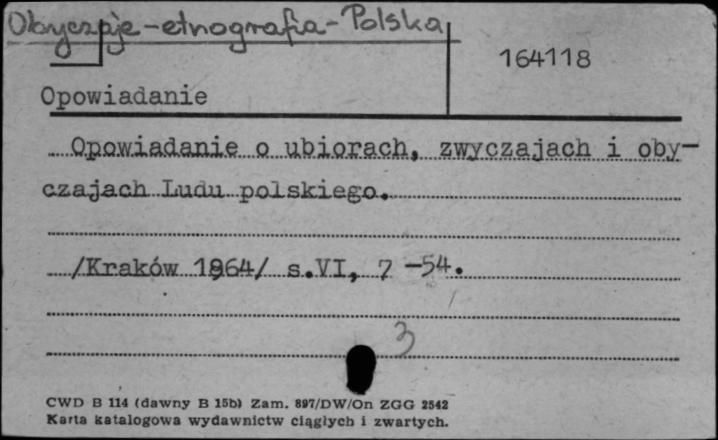 Obyczaje-etnografia-Polska
164118
Opowiadanie
Opowiadanie o ubiorach, zwyczajach i oby-
czajach Ludu polskiego.
/Kraków 1864/ s.VI, 7 -54.
3
CWD B 114 (dawny B 15b) Zam. 897/DW/On ZGG 2542
Karta katalogowa wydawnictw ciągłych i zwartych.